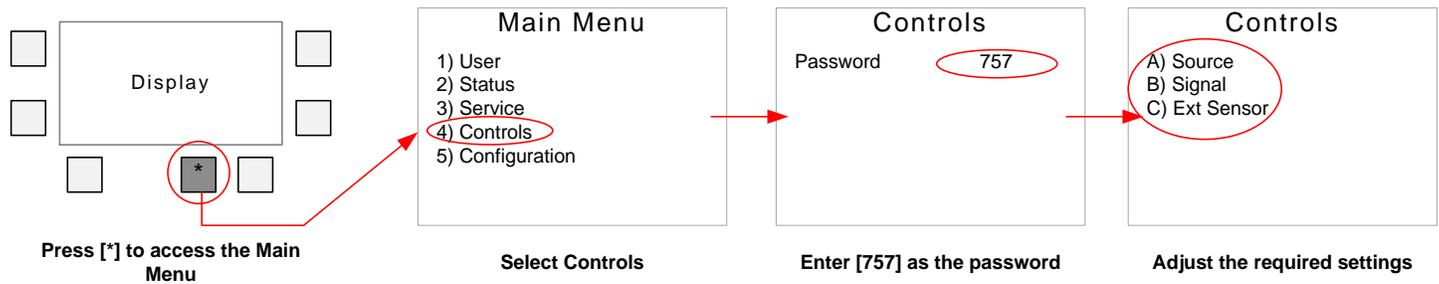 Display
*
Press [*] to access the Main
Menu
Main Menu
1) User
2) Status
3) Service
4) Controls
5) Configuration
Select Controls
Controls
Password 757
Enter [757] as the password
Controls
A) Source
B) Signal
C) Ext Sensor
Adjust the required settings